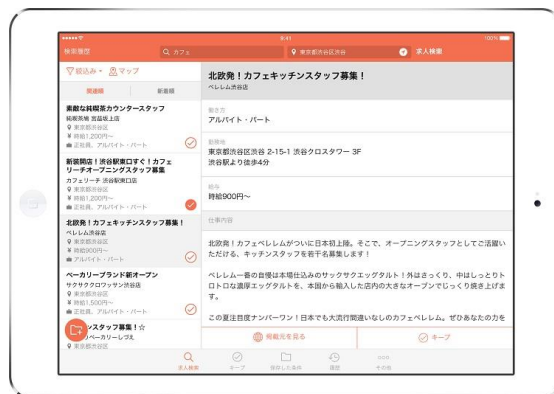 9:41
100%
検索履歴
カフェ
東京都渋谷区渋谷
求人検索
絞込み
マップ
関連順
新着順
素敵な純喫茶カウンタースタッフ
純喫茶鳩 宮益坂上店
東京都渋谷区
¥ 時給1,200円〜
正社員、アルバイト・パート
新装開店！渋谷駅東口すぐ！カフェ
リーチオープニングスタッフ募集
カフェリーチ 渋谷駅東口店
東京都渋谷区
¥ 時給1,200円〜
正社員、アルバイト・パート
北欧発！カフェキッチンスタッフ募集！
ベレレム渋谷店
東京都渋谷区
¥ 時給900円〜
アルバイト・パート
ベーカリーブランド新オープン
サクサククロワッサン渋谷店
東京都渋谷区
¥ 時給1,500円〜
正社員、アルバイト・パート
ンスタッフ募集！☆
ベーカリーしづえ
東京都渋谷区
北欧発！カフェキッチンスタッフ募集！
ベレレム渋谷店
働き方
アルバイト・パート
勤務地
東京都渋谷区渋谷 2-15-1 渋谷クロスタワー 3F
渋谷駅より徒歩4分
給与
時給900円〜
仕事内容
北欧発！カフェベレレムがついに日本初上陸。そこで、オープニングスタッフとしてご活躍い
ただける、キッチンスタッフを若干名募集します！
ベレレム一番の自慢は本場仕込みのサックサクエッグタルト！外はさっくり、中はしっとりト
ロトロな濃厚エッグタルトを、本国から輸入した店内の大きなオーブンでじっくり焼き上げま
す。
この夏注目度ナンバーワン！日本でも大流行間違いなしのカフェベレレム。ぜひあなたの力を
掲載元を見る
キープ
求人検索
キープ
保存した条件
履歴
その他